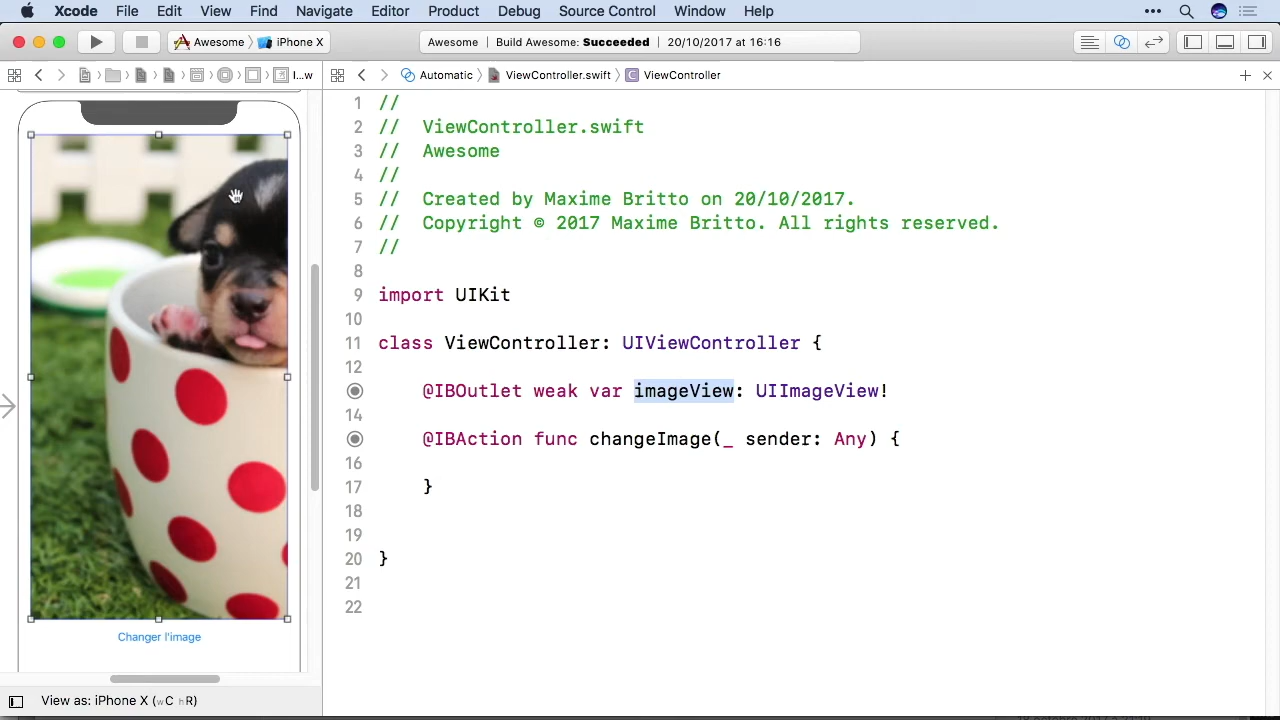 Xcode File Edit View Find Navigate Editor Product Debug Source Control Window Help
Awesome iPhone X Awesome Build Awesome: Succeeded 20/10/2017 at 16:16
I...w Automatic ViewController.swift C ViewController
1 //
2 // ViewController.swift
3 // Awesome
4 //
5 // Created by Maxime Britto on 20/10/2017.
6 // Copyright © 2017 Maxime Britto. All rights reserved.
7 //
8
9 import UIKit
10
11 class ViewController: UIViewController {
12
@IBOutlet weak var imageView: UIImageView!
14
@IBAction func changeImage(_ sender: Any) {
16
17 }
18
19
20 }
21
22
Changer l'image
View as: iPhone X (wC hR)